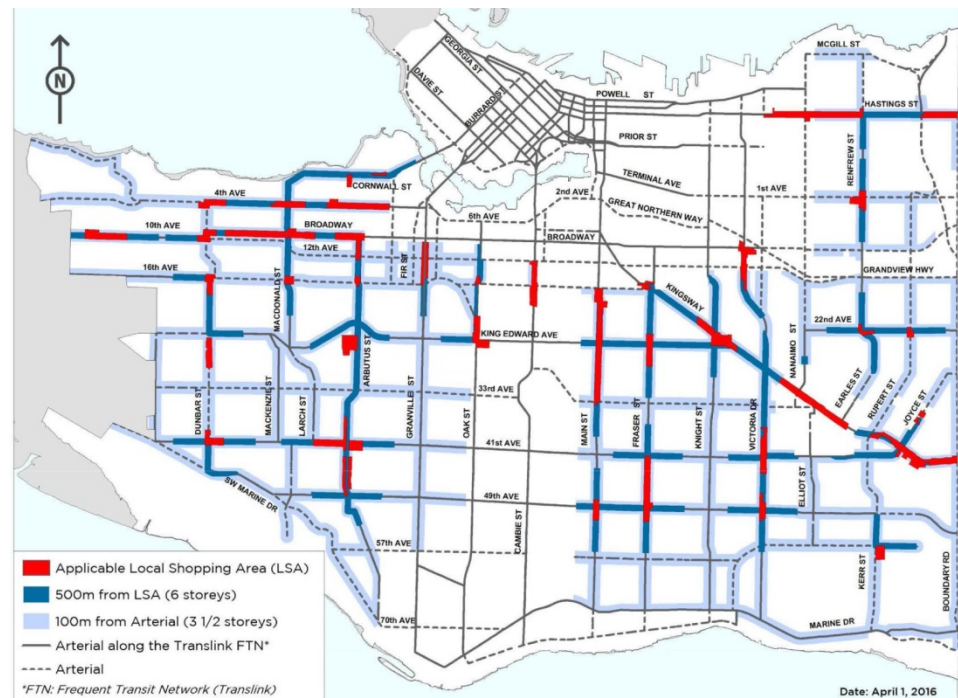 GEORGIA ST
DAVIE ST
BURRARD ST
POWELL ST
PRIOR ST
TERMINAL AVE
2nd AVE
1st AVE
GREAT NORTHERN WAY
MCGILL ST
HASTINGS ST
RENFREW ST
GRANDVIEW HWY
CORNWALL ST
4th AVE
10th AVE
BROADWAY
6th AVE
BROADWAY
12th AVE
16th AVE
MACDONALD ST
FIR ST
KINGSWAY
KING EDWARD AVE
22nd AVE
NANAIMO ST
ARBUTUS ST
33rd AVE
DUNBAR ST
MACKENZIE ST
LARCH ST
GRANVILLE ST
OAK ST
MAIN ST
FRASER ST
KNIGHT ST
VICTORIA DR
EARLES ST
RUPERT ST
JOYCE ST
41st AVE
ELLIOT ST
SW MARINE DR
49th AVE
CAMBIE ST
57th AVE
KERR ST
BOUNDARY RD
70th AVE
MARINE DR
N
Applicable Local Shopping Area (LSA)
500m from LSA (6 storeys)
100m from Arterial (3 1/2 storeys)
Arterial along the Translink FTN*
Arterial
*FTN: Frequent Transit Network (Translink)
Date: April 1, 2016